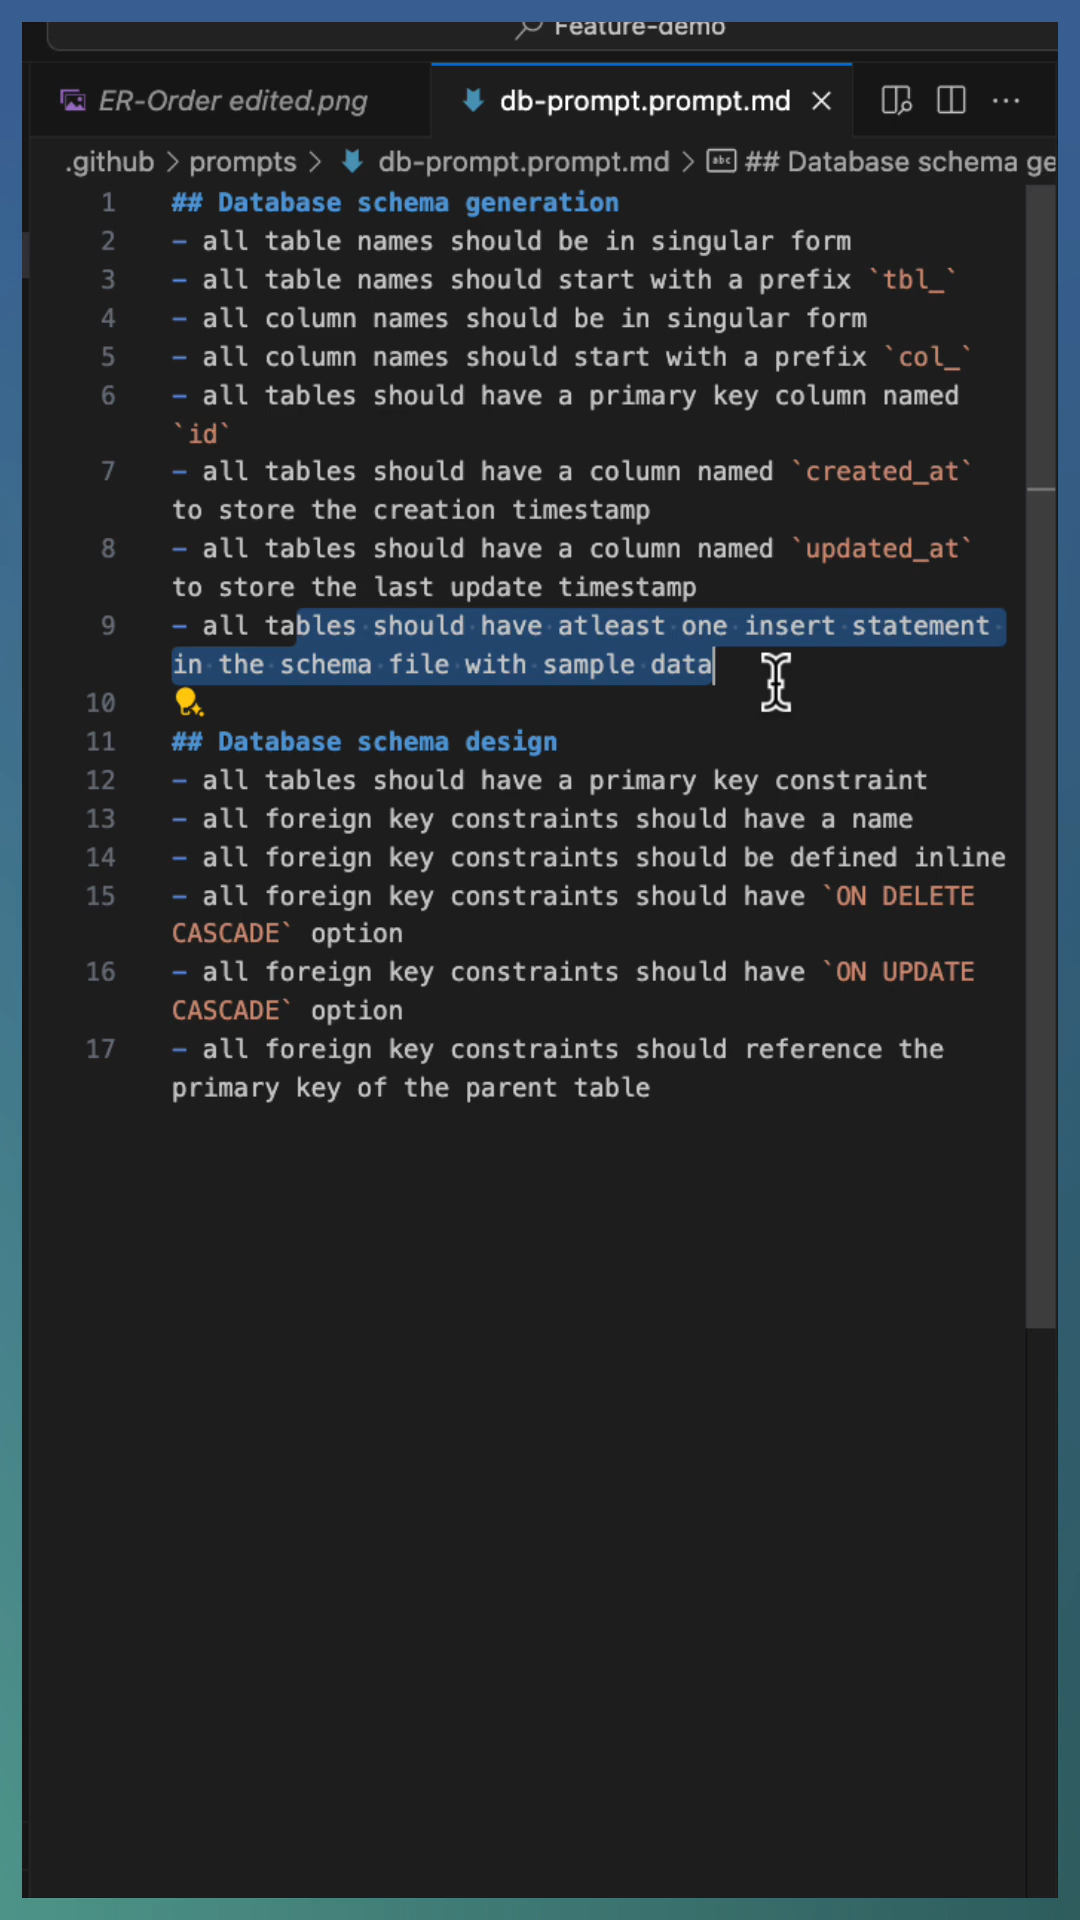 Feature-demo
ER-Order edited.png
db-prompt.prompt.md
.github > prompts > db-prompt.prompt.md > ## Database schema ge
1 ## Database schema generation
2 - all table names should be in singular form
3 - all table names should start with a prefix `tbl_`
4 - all column names should be in singular form
5 - all column names should start with a prefix `col_`
6 - all tables should have a primary key column named
`id`
7 - all tables should have a column named `created_at`
to store the creation timestamp
8 - all tables should have a column named `updated_at`
to store the last update timestamp
9 - all tables should have atleast one insert statement
in the schema file with sample data
10
11 ## Database schema design
12 - all tables should have a primary key constraint
13 - all foreign key constraints should have a name
14 - all foreign key constraints should be defined inline
15 - all foreign key constraints should have `ON DELETE
CASCADE` option
16 - all foreign key constraints should have `ON UPDATE
CASCADE` option
17 - all foreign key constraints should reference the
primary key of the parent table